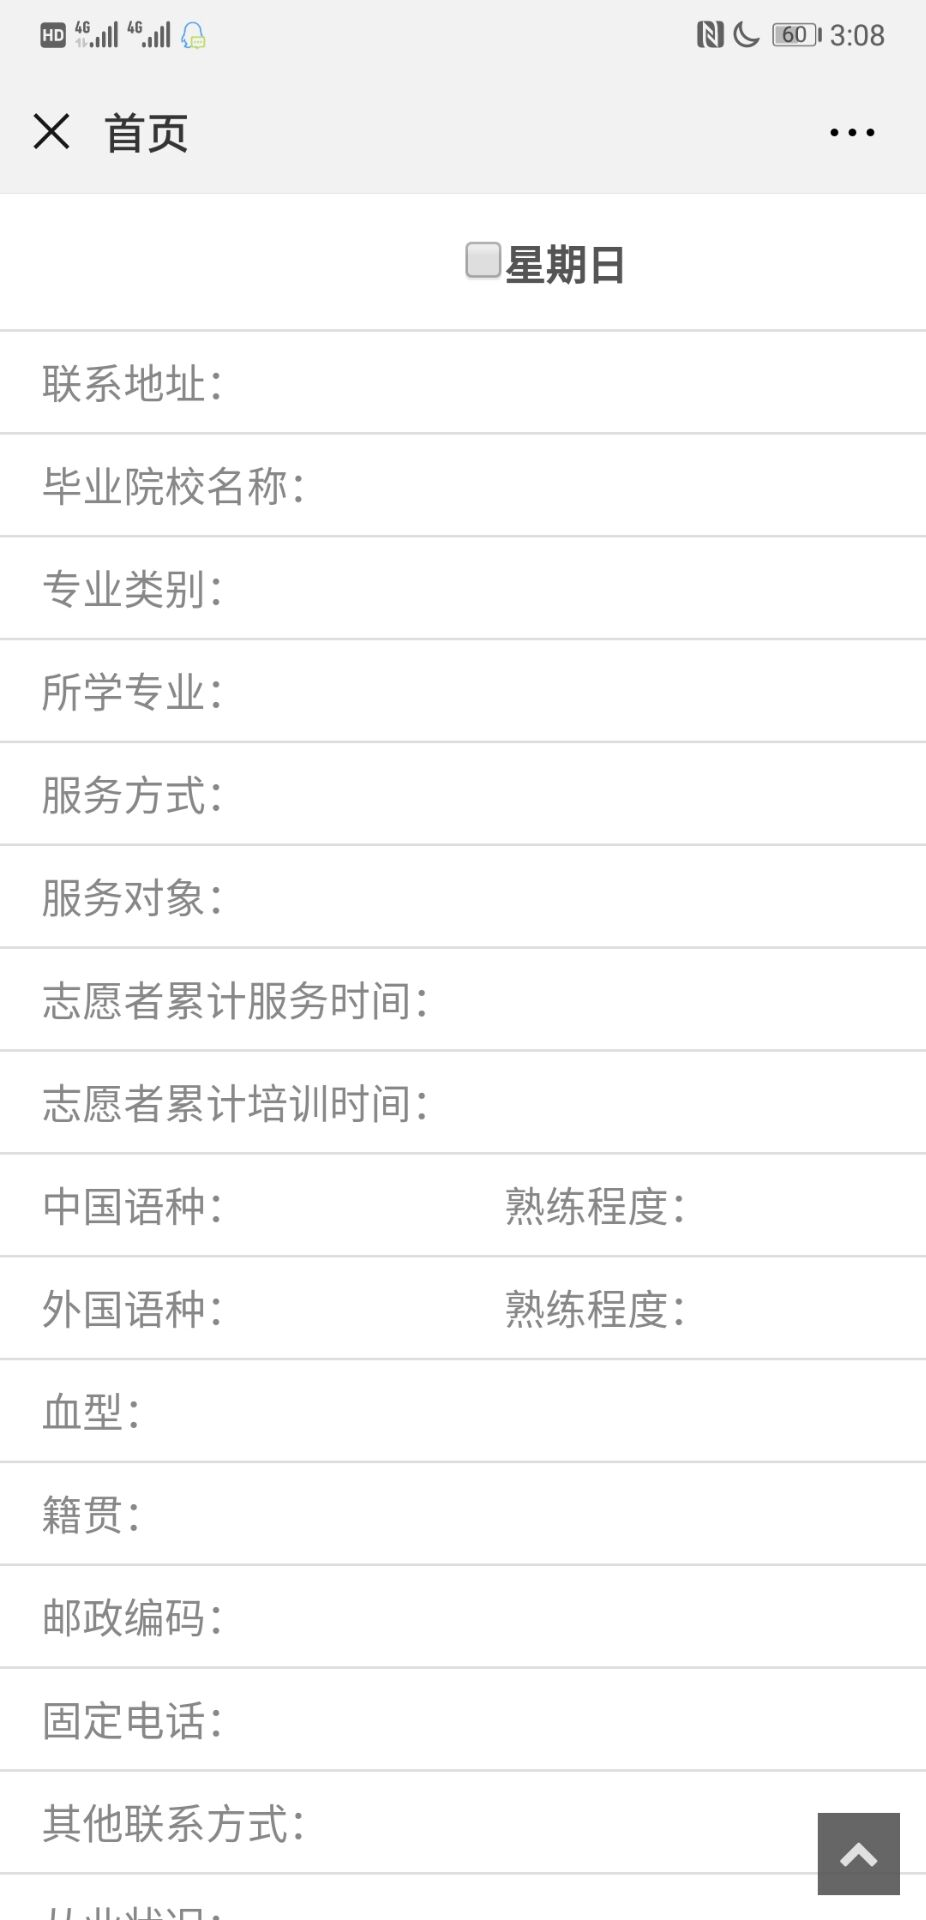 HD 4G 4G 60 3:08
首页
星期日
联系地址：
毕业院校名称：
专业类别：
所学专业：
服务方式：
服务对象：
志愿者累计服务时间：
志愿者累计培训时间：
中国语种： 熟练程度：
外国语种： 熟练程度：
血型：
籍贯：
邮政编码：
固定电话：
其他联系方式：